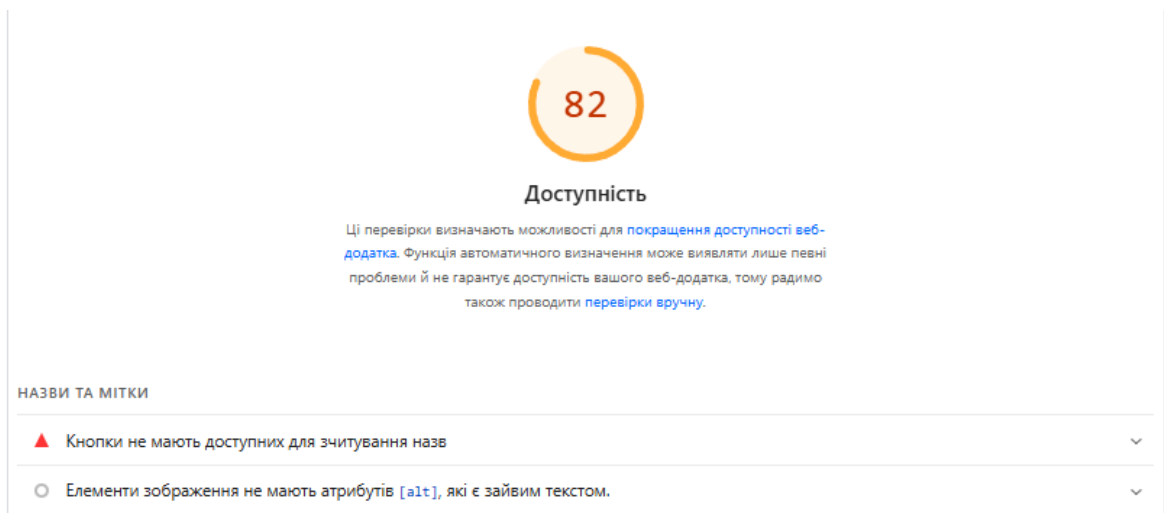 82
Доступність
Ці перевірки визначають можливості для покращення доступності веб-
додатка. Функція автоматичного визначення може виявляти лише певні
проблеми й не гарантує доступність вашого веб-додатка, тому радимо
також проводити перевірки вручну.
НАЗВИ ТА МІТКИ
Кнопки не мають доступних для зчитування назв
Елементи зображення не мають атрибутів [alt], які є зайвим текстом.